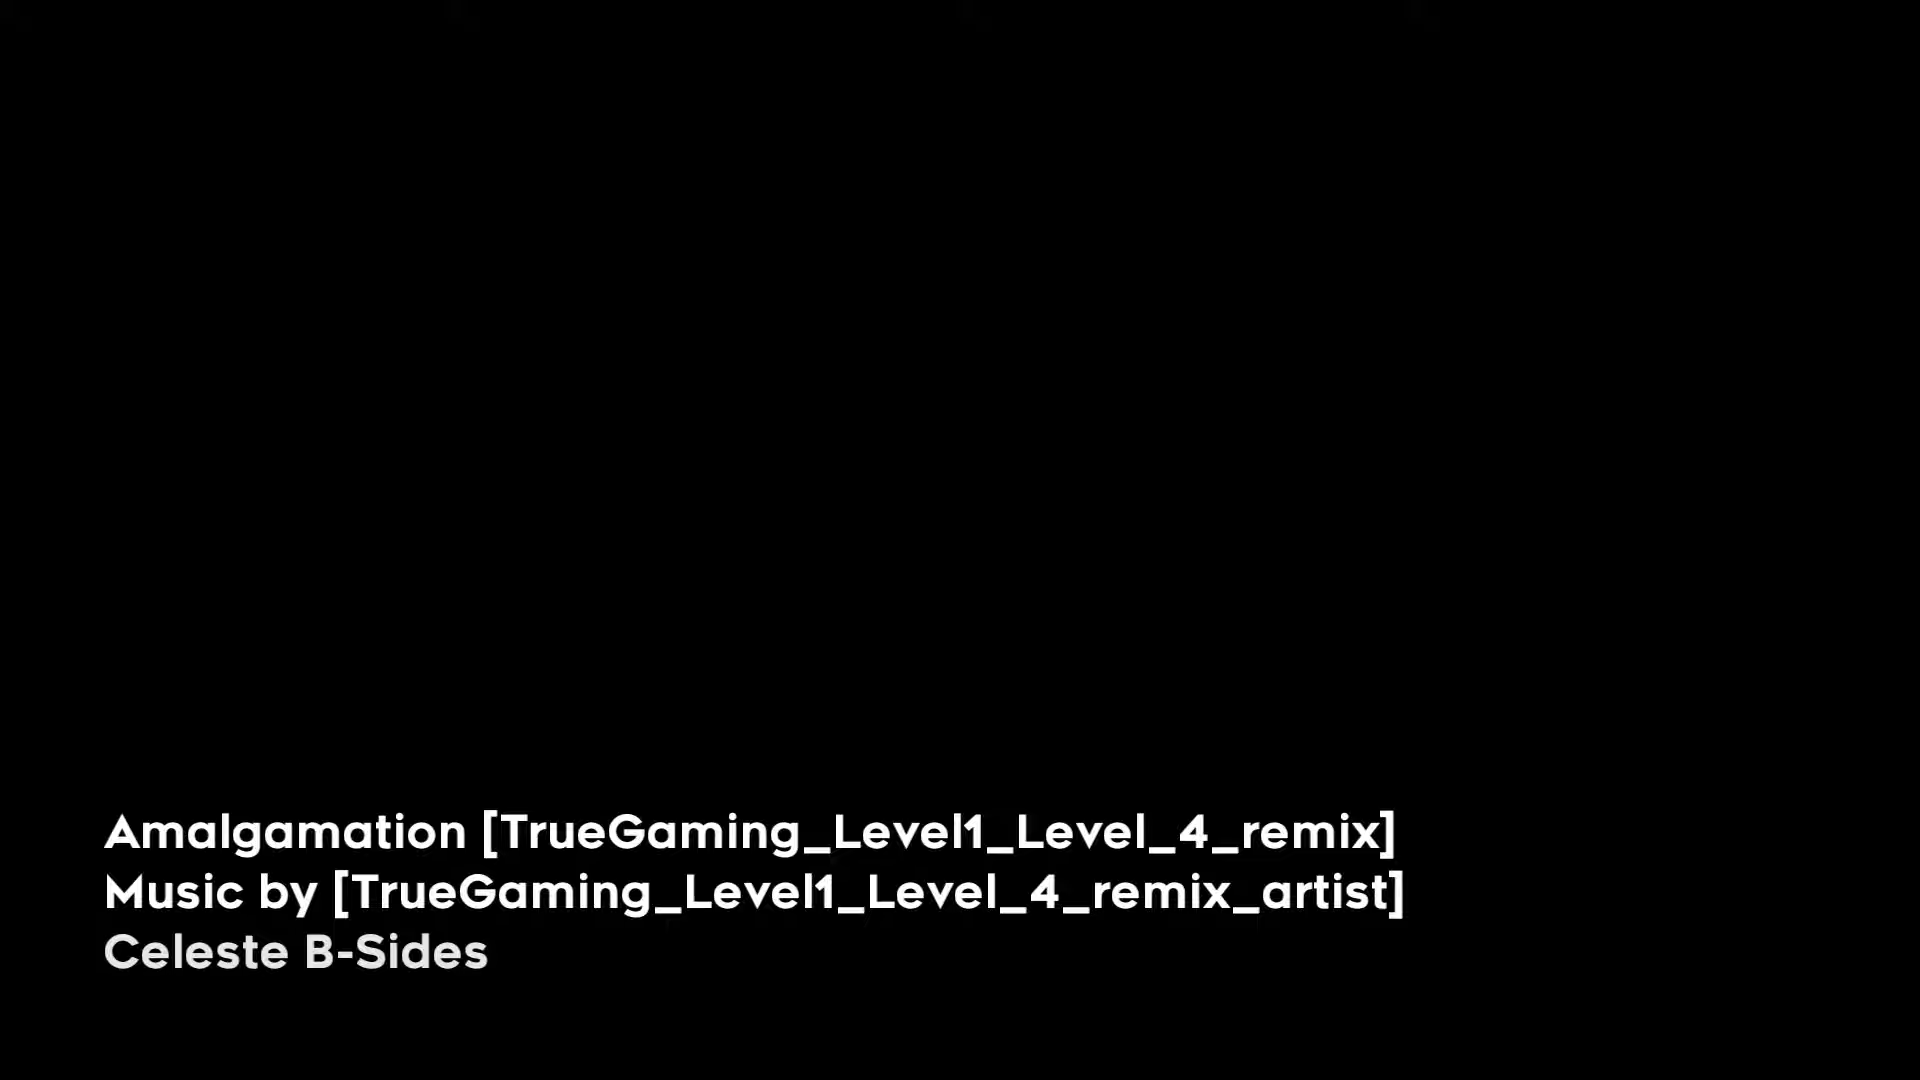 Amalgamation [TrueGaming_Level1_Level_4_remix]
Music by [TrueGaming_Level1_Level_4_remix_artist]
Celeste B-Sides